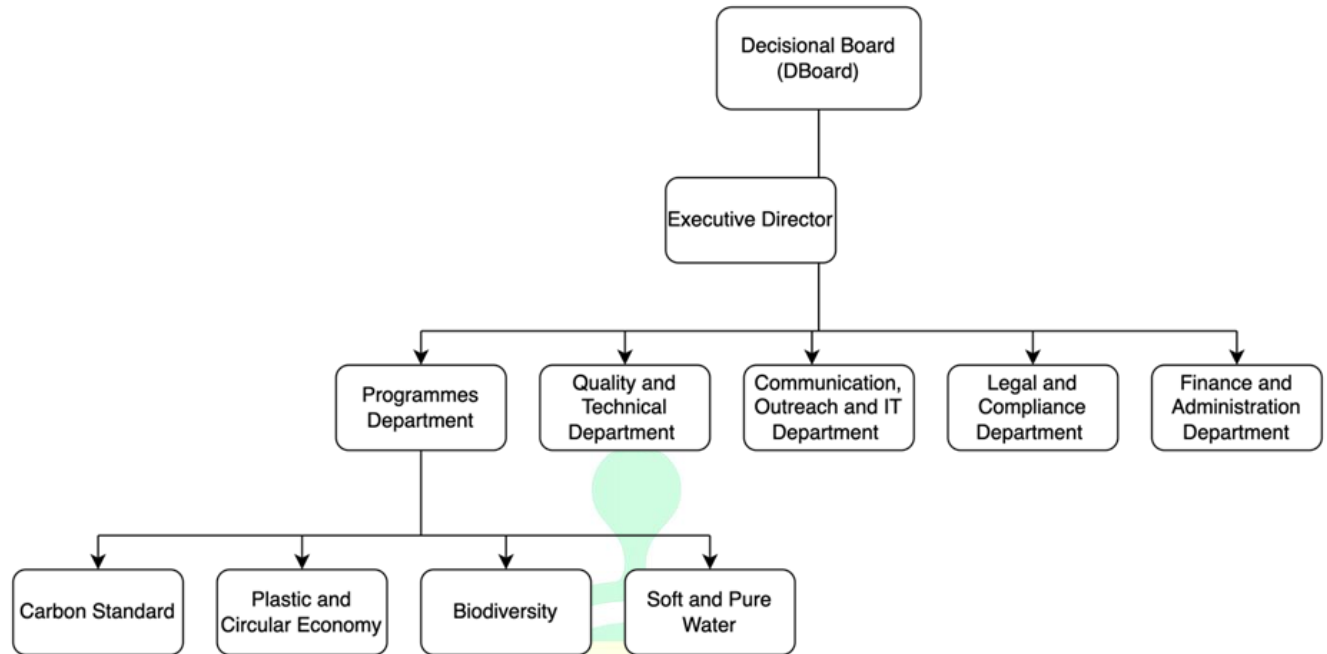 Decisional Board
(DBoard)
Executive Director
Programmes
Department
Quality and
Technical
Department
Communication,
Outreach and IT
Department
Legal and
Compliance
Department
Finance and
Administration
Department
Carbon Standard
Plastic and
Circular Economy
Biodiversity
Soft and Pure
Water